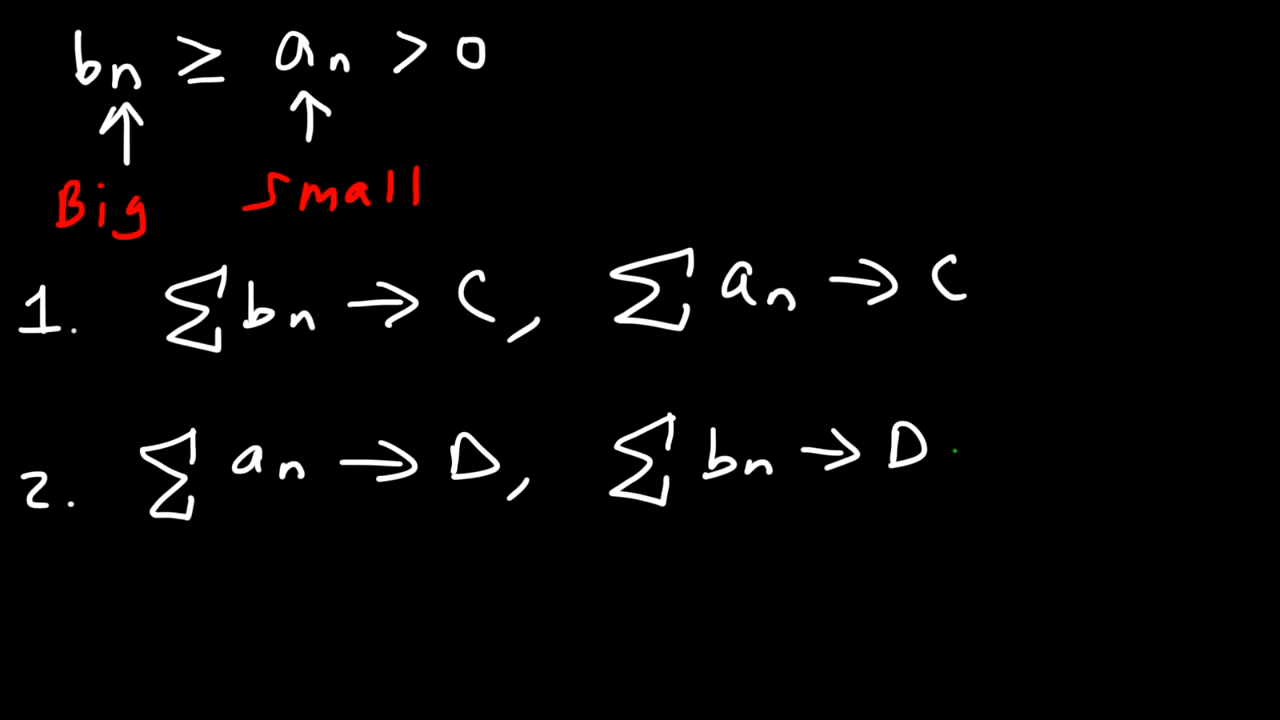 bn ≥ an > 0
↑ ↑
Big Small
1. ∑ bn → C, ∑ an → C
2. ∑ an → D, ∑ bn → D